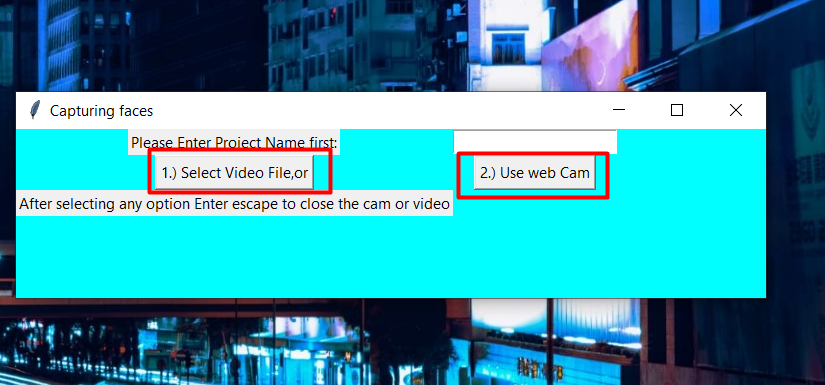 Capturing faces
Please Enter Project Name first:
1.) Select Video File,or
2.) Use web Cam
After selecting any option Enter escape to close the cam or video